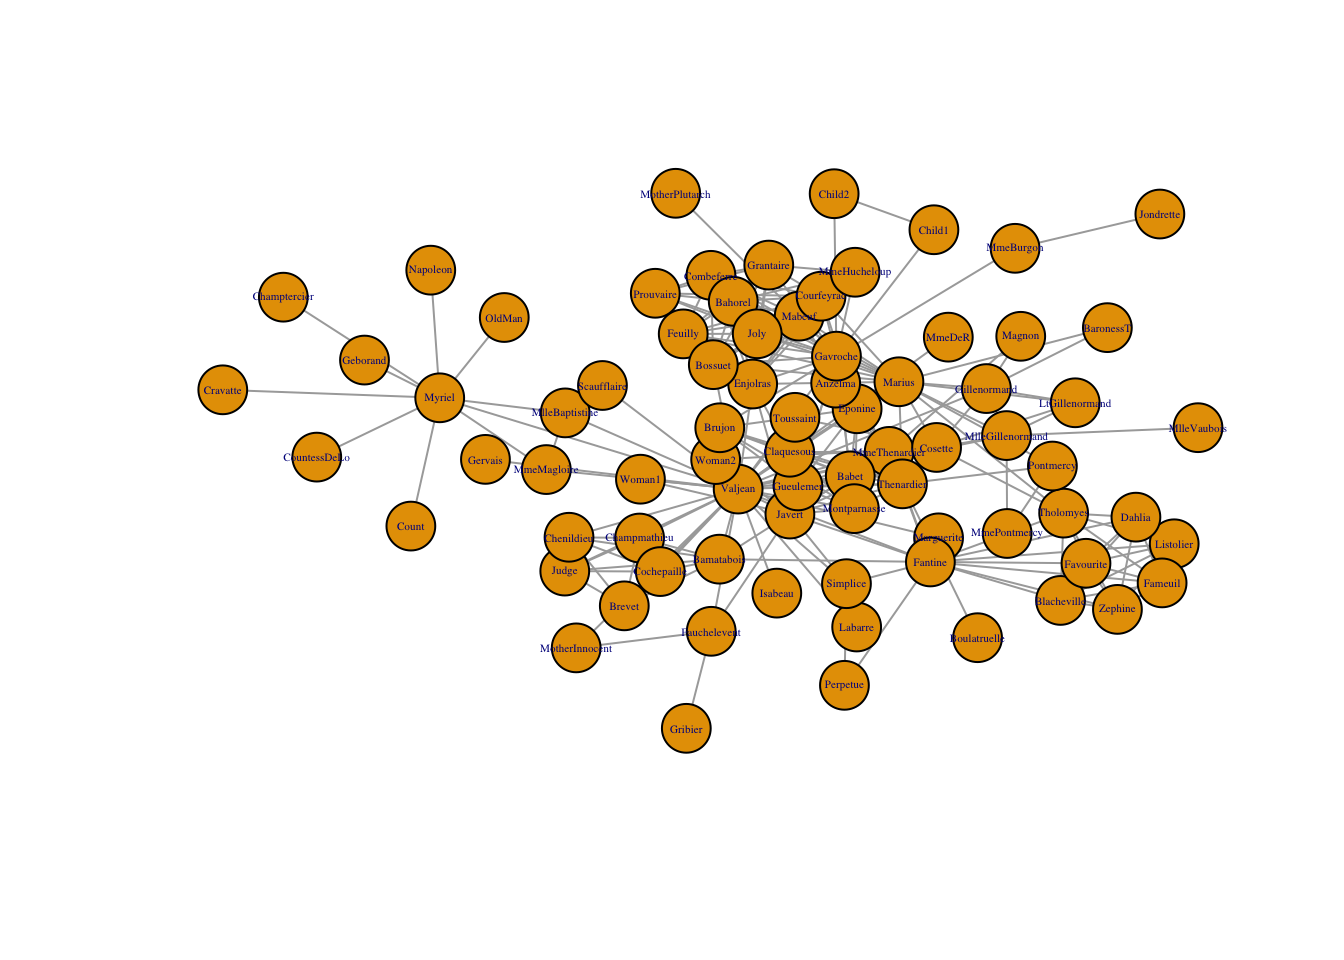 MotherPlutarch
Child2
Jondrette
Child1
MmeBurgon
Napoleon
Grantaire
MmeHucheloup
Combeferre
Champtercier
Prouvaire
Bahorel
Courfeyrac
OldMan
Mabeuf
BaronessT
Feuilly
Joly
MmeDeR
Magnon
Geborand
Gavroche
Bossuet
Cravatte
Myriel
Scaufflaire
Enjolras
Anzelma
Marius
Gillenormand
LtGillenormand
MlleBaptistine
Eponine
Toussaint
Brujon
MlleGillenormand
MlleVaubois
CountessDeLo
Gervais
MmeMagloire
Woman2
Claquesous
MmeThenardier
Cosette
Pontmercy
Woman1
Valjean
Gueulemer
Babet
Thenardier
Montparnasse
Javert
Tholomyes
Dahlia
Count
Chenildieu
Champmathieu
Marguerite
MmePontmercy
Listolier
Judge
Cochepaille
Bamatabois
Fantine
Favourite
Fameuil
Brevet
Isabeau
Simplice
Blacheville
Zephine
MotherInnocent
Fauchelevent
Labarre
Boulatruelle
Perpetue
Gribier